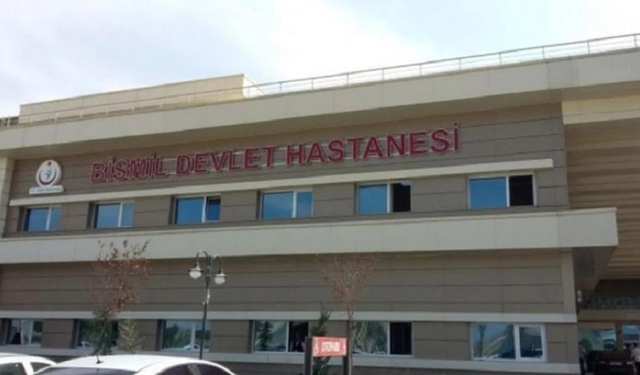 BİSMİL DEVLET HASTANESİ
OTOPARK